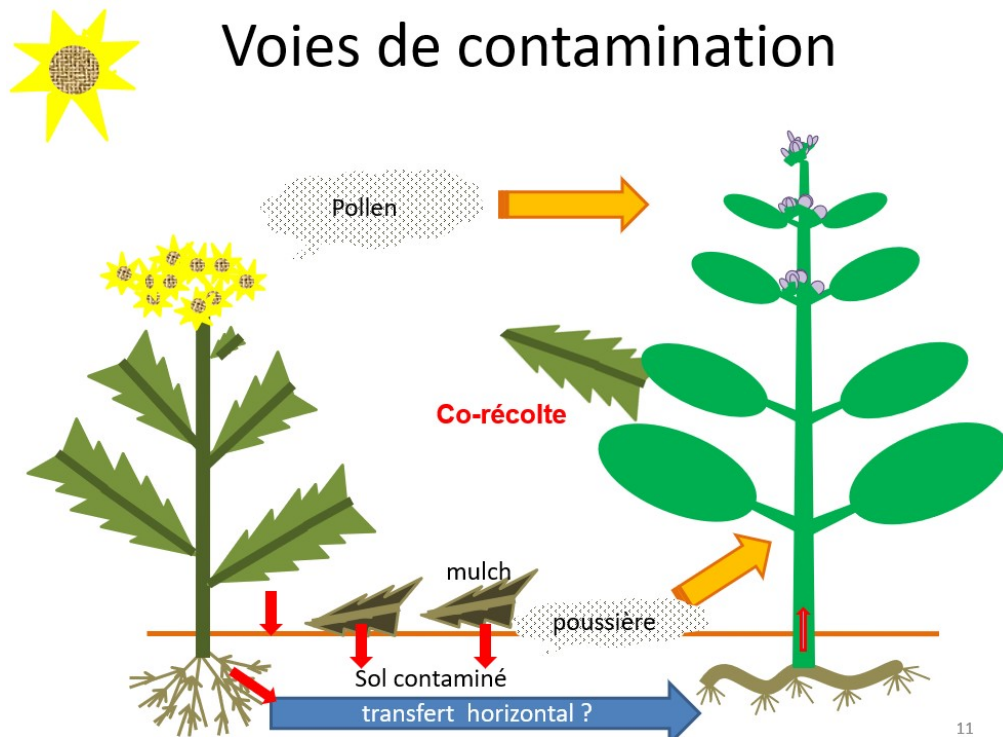 Voies de contamination
Pollen
Co-récolte
mulch
poussière
Sol contaminé
transfert horizontal ?
11